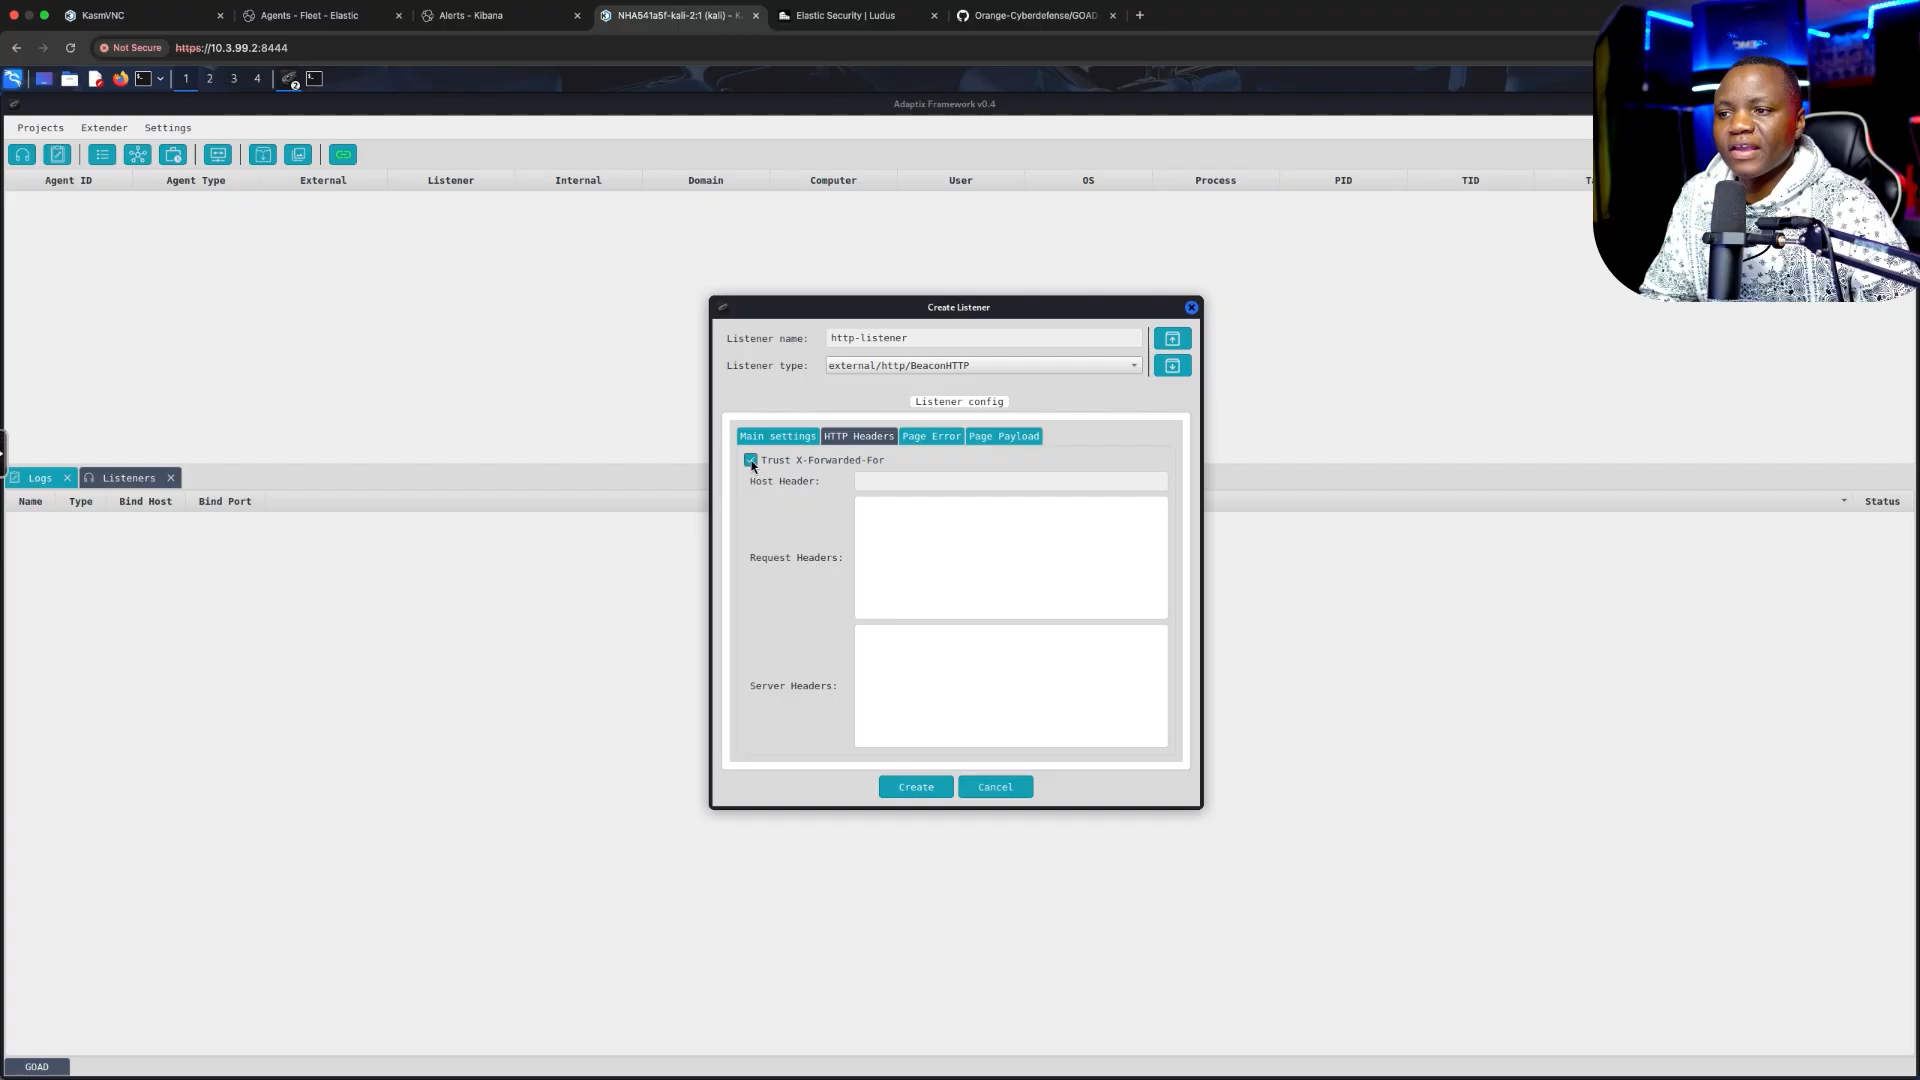 KasmVNC
Agents - Fleet - Elastic
Alerts - Kibana
NHA541a5f-kali-2:1 (kali) - K
Elastic Security | Ludus
Orange-Cyberdefense/GOAD
Not Secure https://10.3.99.2:8444
1 2 3 4 2
Adaptix Framework v0.4
Projects Extender Settings
Agent ID Agent Type External Listener Internal Domain Computer User OS Process PID TID
Create Listener
Listener name: http-listener
Listener type: external/http/BeaconHTTP
Listener config
Main settings HTTP Headers Page Error Page Payload
Trust X-Forwarded-For
Host Header:
Request Headers:
Server Headers:
Create Cancel
Logs Listeners
Name Type Bind Host Bind Port Status
GOAD